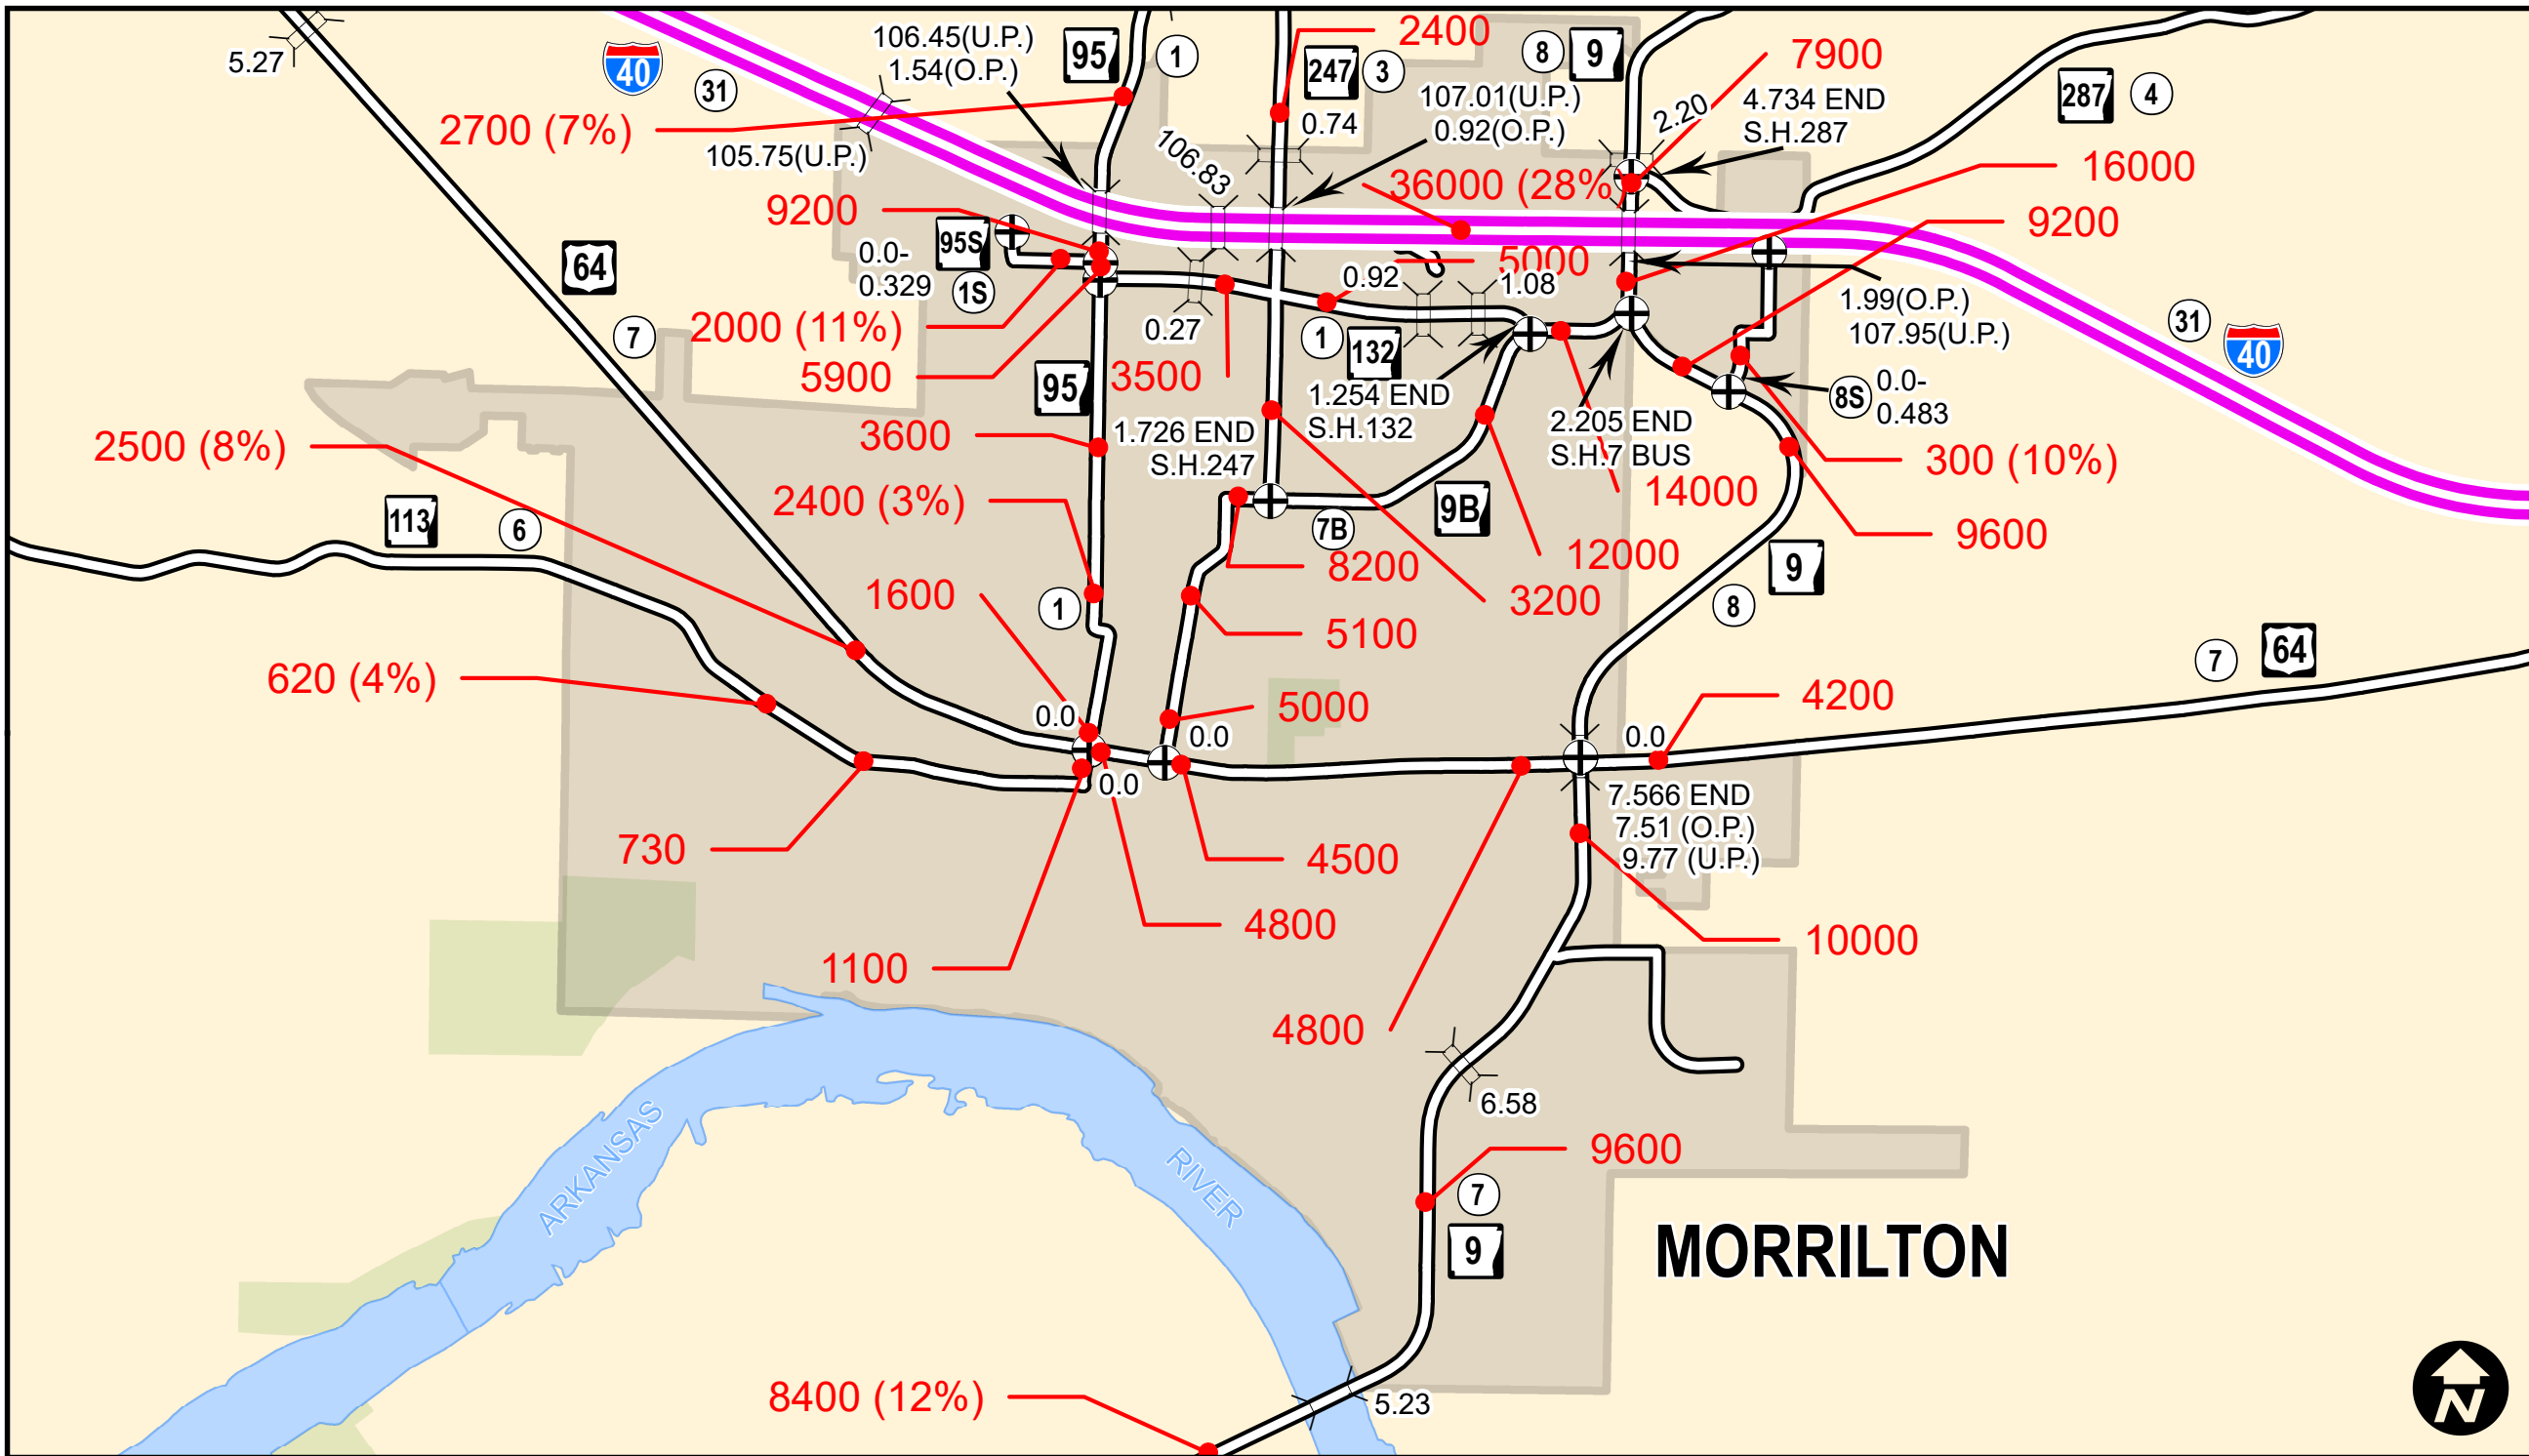 5.27
40
31
106.45(U.P.)
1.54(O.P.)
95
1
2400
247
3
8
9
7900
2700 (7%)
105.75(U.P.)
106.83
0.74
107.01(U.P.)
0.92(O.P.)
2.20
4.734 END
S.H.287
287
4
16000
9200
36000 (28%
9200
64
95S
0.0-
0.329
1S
5000
0.92
1.08
1.99(O.P.)
107.95(U.P.)
31
40
7
2000 (11%)
0.27
1
132
5900
3500
95
1.254 END
S.H.132
8S
0.0-
0.483
2500 (8%)
3600
1.726 END
S.H.247
2.205 END
S.H.7 BUS
300 (10%)
113
6
2400 (3%)
7B
9B
14000
9600
12000
8200
9
1600
1
3200
8
5100
620 (4%)
7
64
0.0
5000
0.0
0.0
4200
0.0
7.566 END
7.51 (O.P.)
9.77 (U.P.)
730
4500
4800
10000
1100
4800
6.58
ARKANSAS
RIVER
9600
7
9
MORRILTON
8400 (12%)
5.23
N